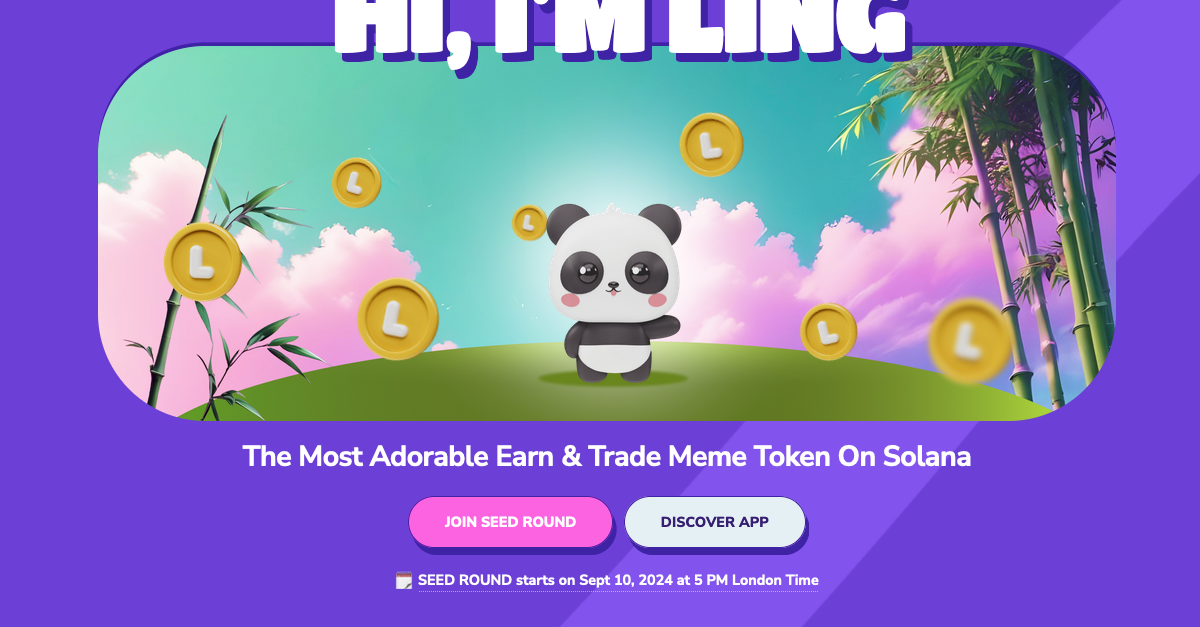 HI, I'M LING
L
L
L
L
L
L
L
The Most Adorable Earn & Trade Meme Token On Solana
JOIN SEED ROUND
DISCOVER APP
SEED ROUND starts on Sept 10, 2024 at 5 PM London Time